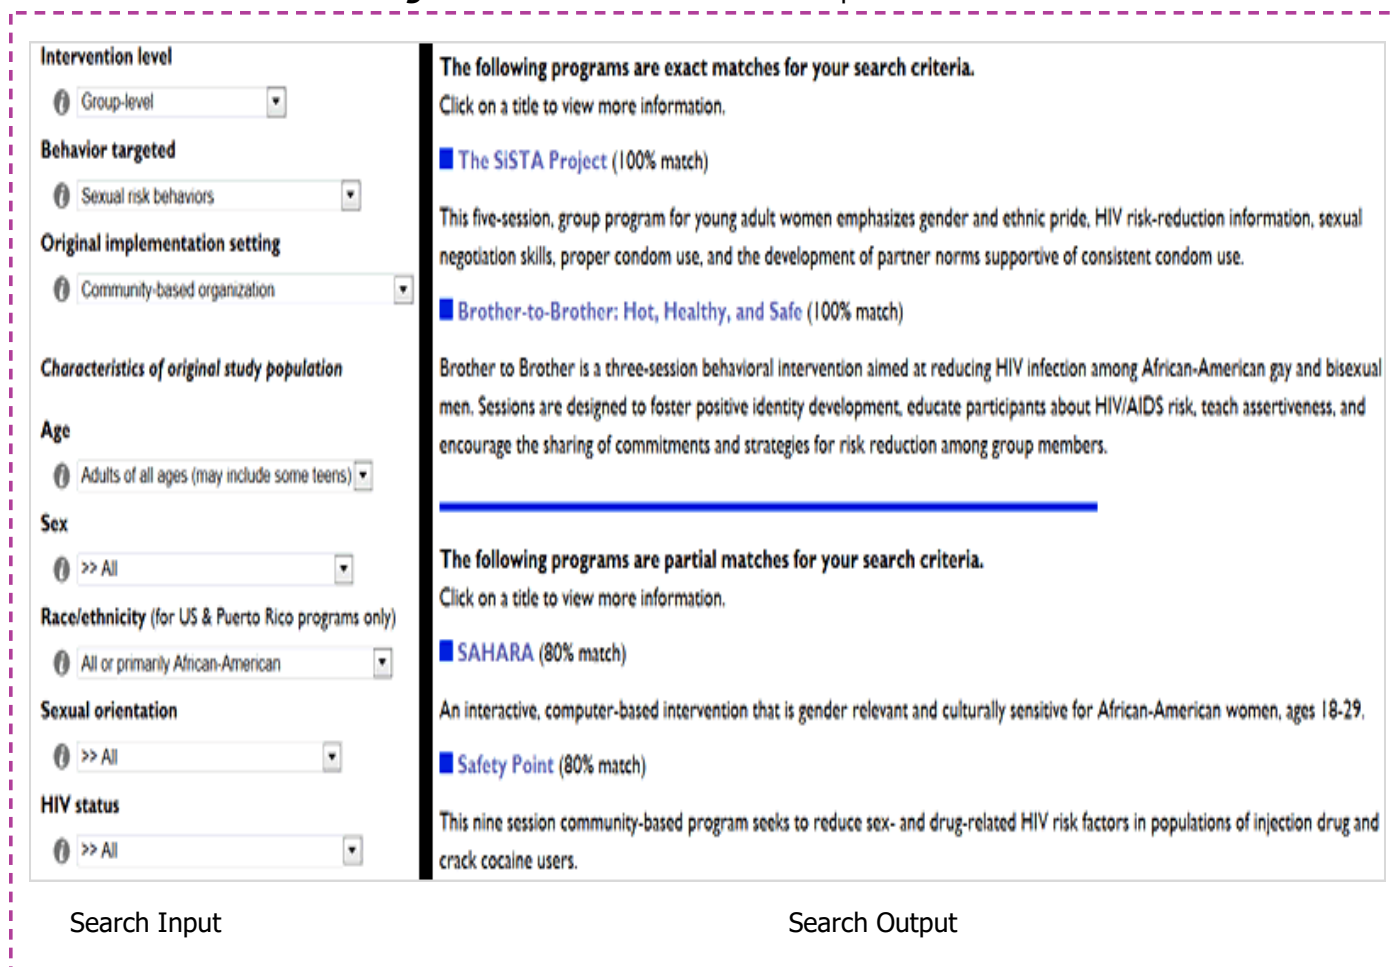 Intervention level
Group-level
Behavior targeted
Sexual risk behaviors
Original implementation setting
Community-based organization
Characteristics of original study population
Age
Adults of all ages (may include some teens)
Sex
>> All
Race/ethnicity (for US & Puerto Rico programs only)
All or primarily African-American
Sexual orientation
>> All
HIV status
>> All
The following programs are exact matches for your search criteria.
Click on a title to view more information.
The SiSTA Project (100% match)
This five-session, group program for young adult women emphasizes gender and ethnic pride, HIV risk-reduction information, sexual
negotiation skills, proper condom use, and the development of partner norms supportive of consistent condom use.
Brother-to-Brother: Hot, Healthy, and Safe (100% match)
Brother to Brother is a three-session behavioral intervention aimed at reducing HIV infection among African-American gay and bisexual
men. Sessions are designed to foster positive identity development, educate participants about HIV/AIDS risk, teach assertiveness, and
encourage the sharing of commitments and strategies for risk reduction among group members.
The following programs are partial matches for your search criteria.
Click on a title to view more information.
SAHARA (80% match)
An interactive, computer-based intervention that is gender relevant and culturally sensitive for African-American women, ages 18-29.
Safety Point (80% match)
This nine session community-based program seeks to reduce sex- and drug-related HIV risk factors in populations of injection drug and
crack cocaine users.
Search Input
Search Output